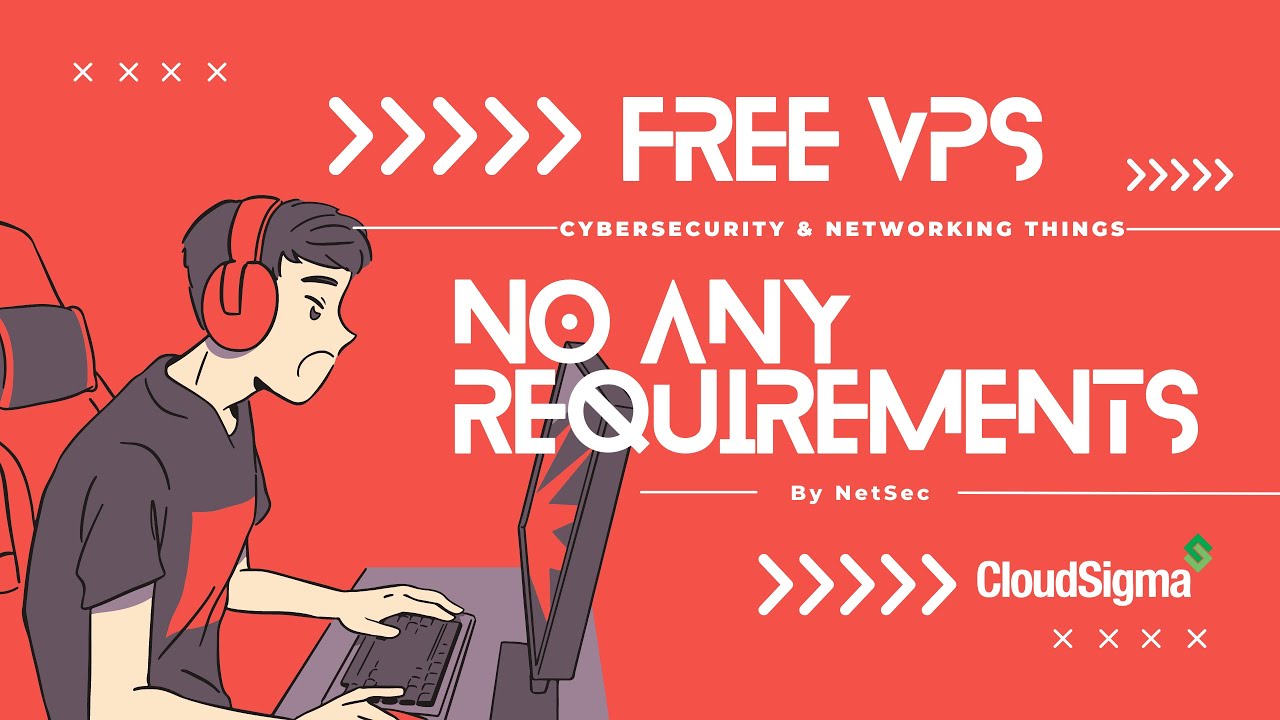 FREE VPS
CYBERSECURITY & NETWORKING THINGS
NO ANY
REQUIREMENTS
By NetSec
CloudSigma